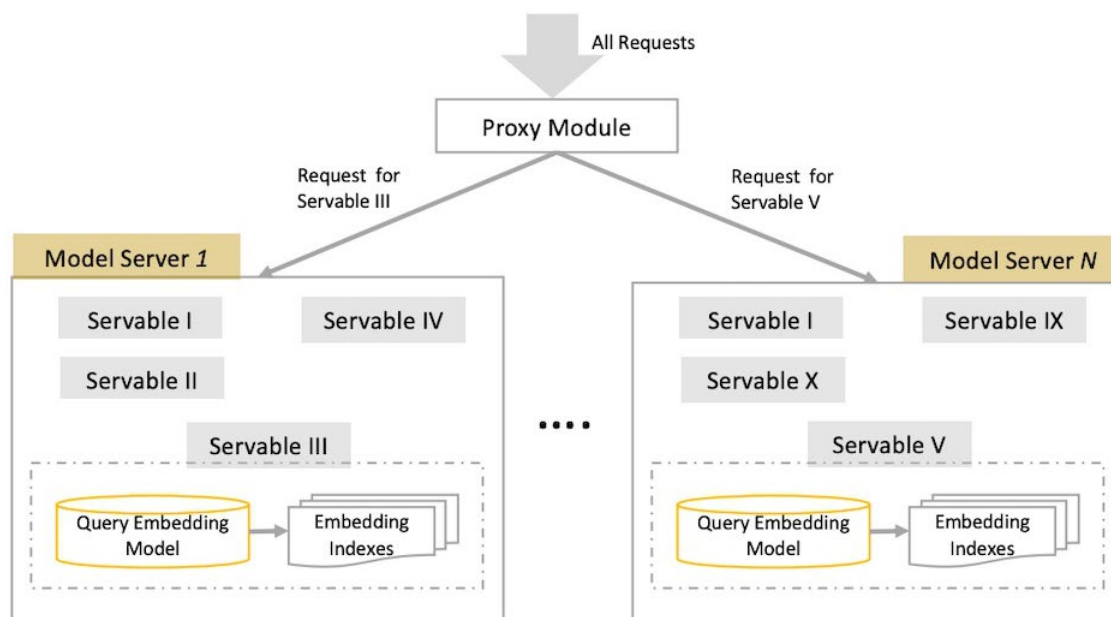 All Requests
Proxy Module
Request for
Servable III
Request for
Servable V
Model Server 1
Servable I
Servable IV
Servable II
Servable III
Query Embedding
Model
Embedding
Indexes
....
Model Server N
Servable I
Servable IX
Servable X
Servable V
Query Embedding
Model
Embedding
Indexes